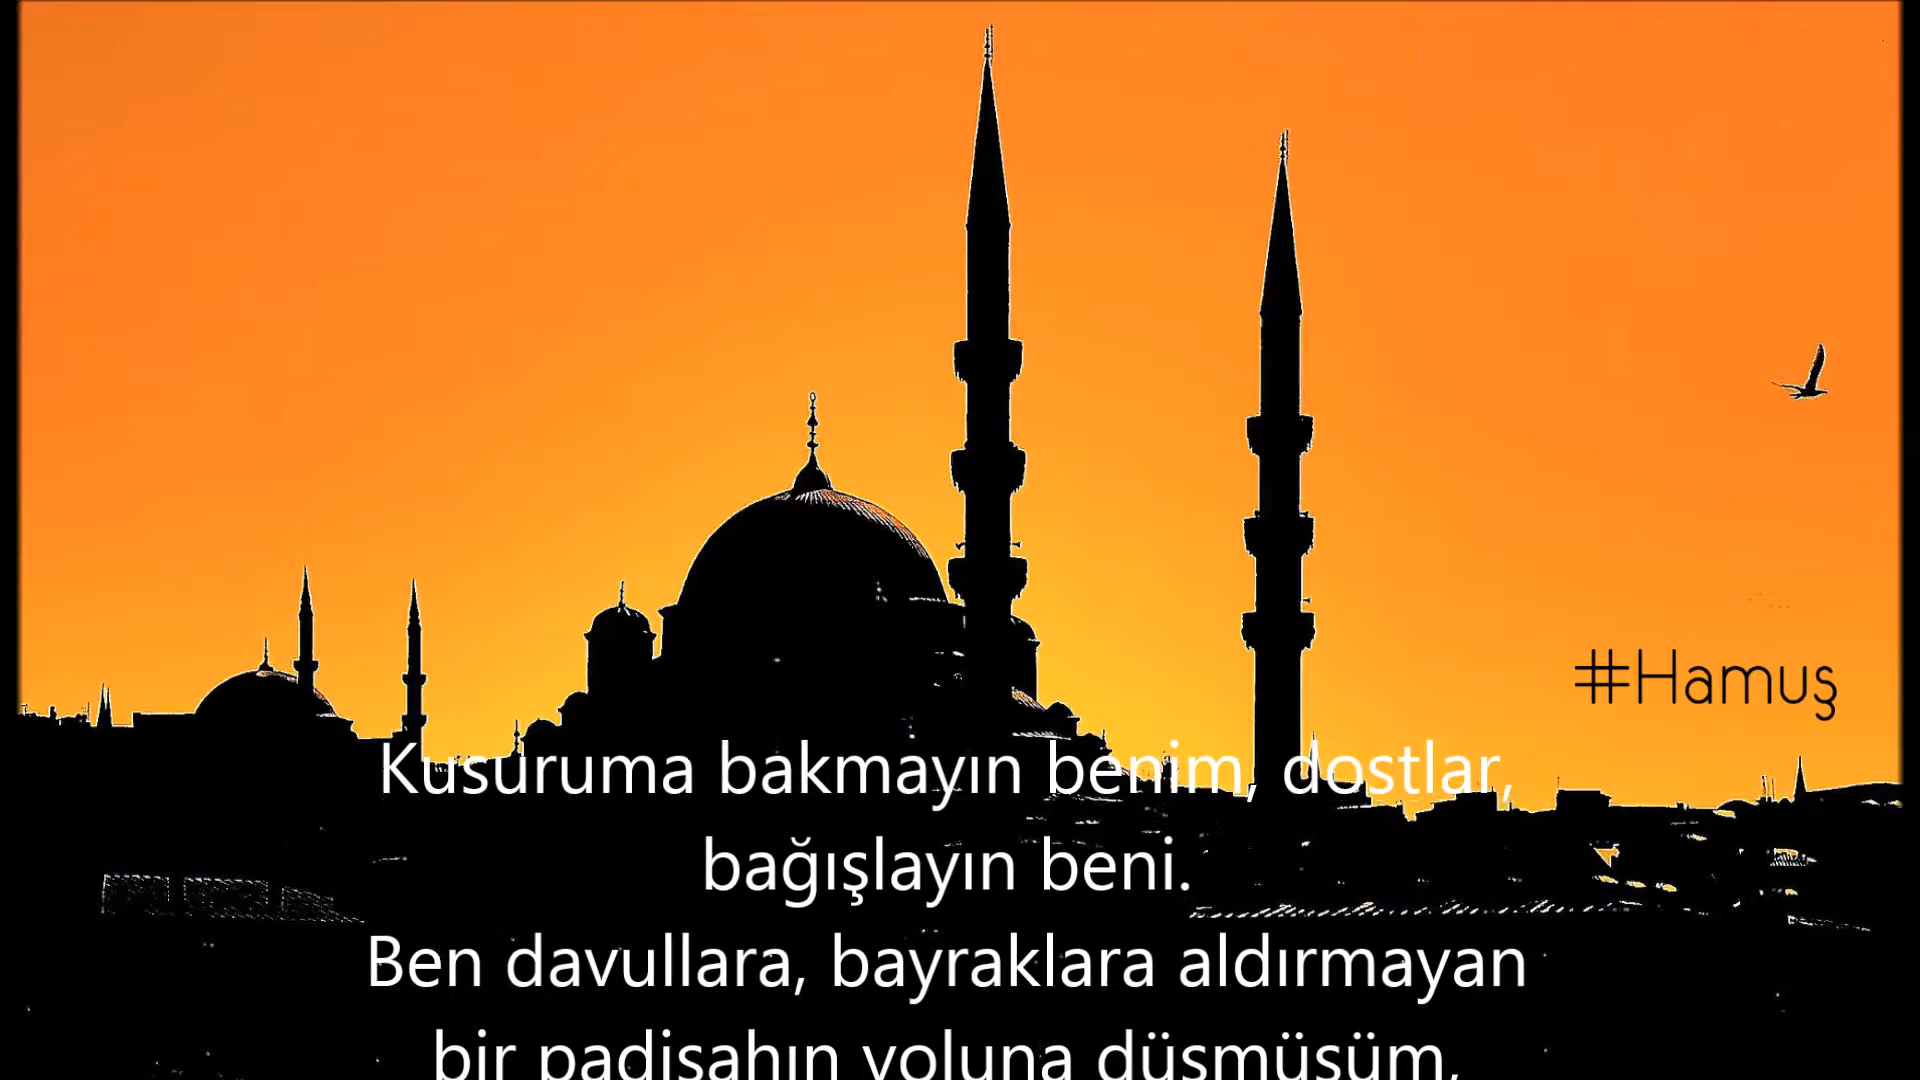 #Hamuş
Kusuruma bakmayın benim, dostlar,
bağışlayın beni.
Ben davullara, bayraklara aldırmayan
bir padişahın yoluna düşmüşüm,